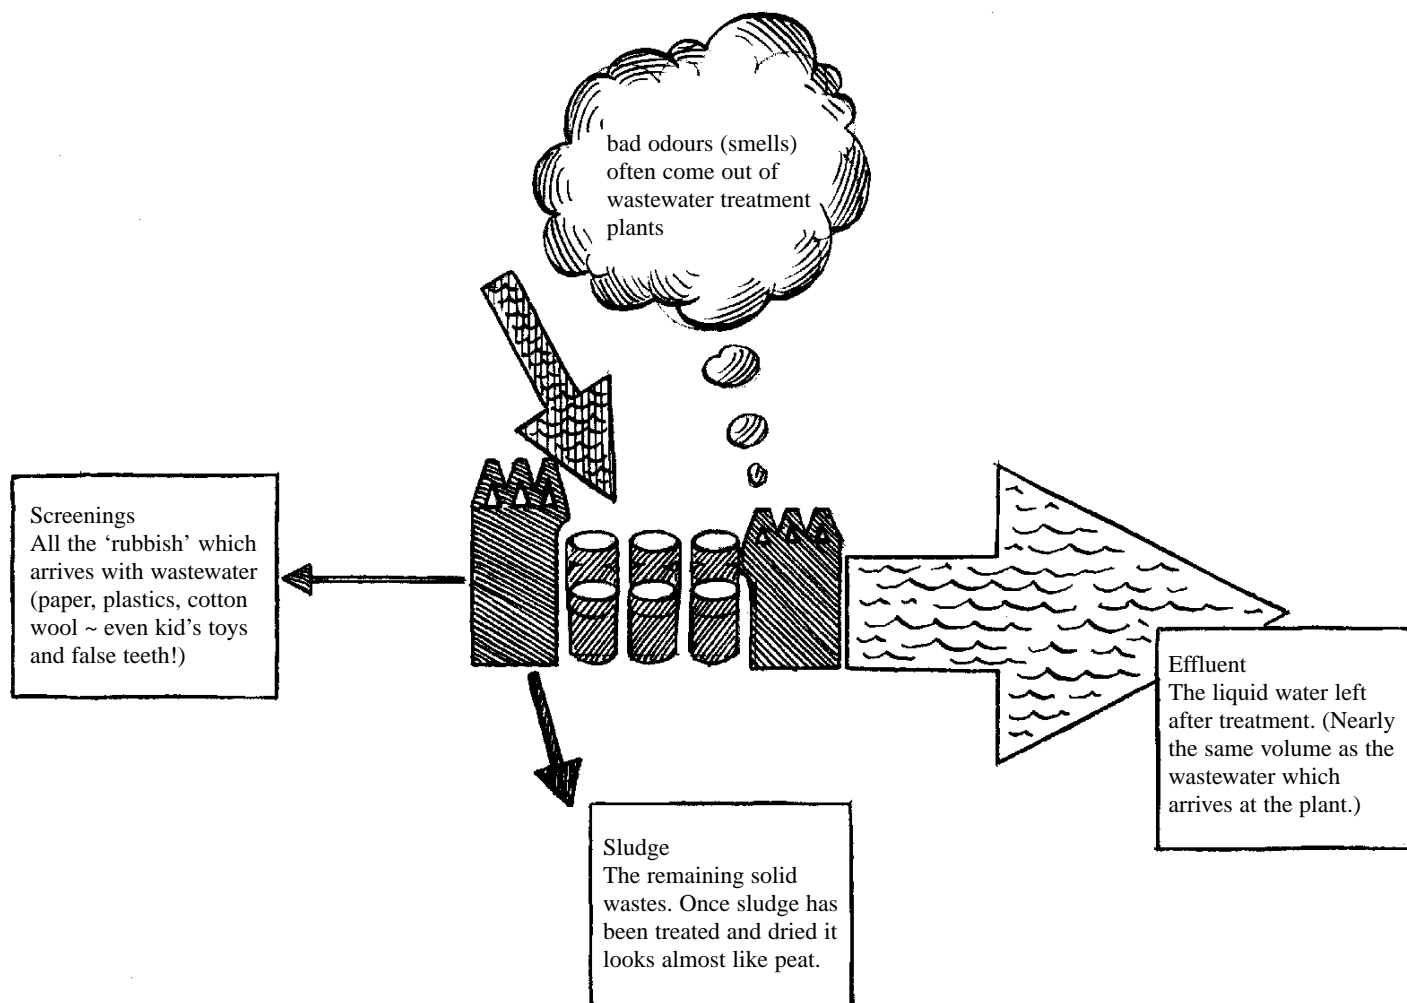 bad odours (smells)
often come out of
wastewater treatment
plants
Screenings
All the ‘rubbish’ which
arrives with wastewater
(paper, plastics, cotton
wool ~ even kid's toys
and false teeth!)
Effluent
The liquid water left
after treatment. (Nearly
the same volume as the
wastewater which
arrives at the plant.)
Sludge
The remaining solid
wastes. Once sludge has
been treated and dried it
looks almost like peat.